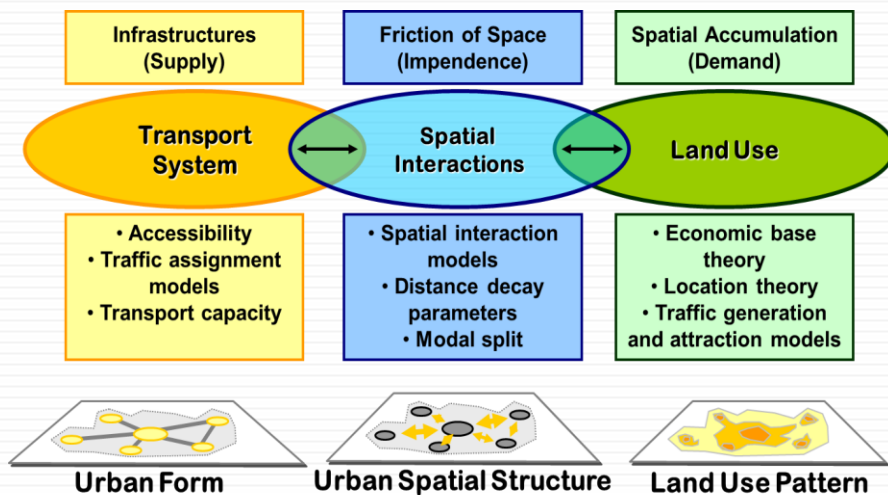 Infrastructures
(Supply)
Friction of Space
(Impendence)
Spatial Accumulation
(Demand)
Transport
System
Spatial
Interactions
Land Use
• Accessibility
• Traffic assignment
models
• Transport capacity
• Spatial interaction
models
• Distance decay
parameters
• Modal split
• Economic base
theory
• Location theory
• Traffic generation
and attraction models
Urban Form
Urban Spatial Structure
Land Use Pattern